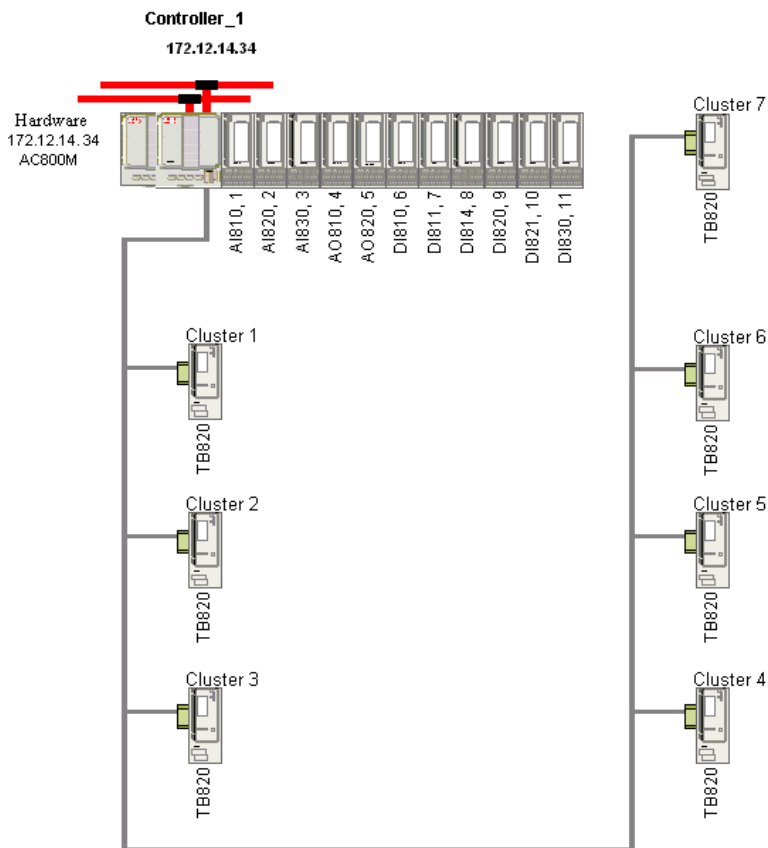 Controller_1
172.12.14.34
Hardware
172.12.14.34
AC800M
AI810, 1
AI820, 2
AI830, 3
AO810, 4
AO820, 5
DI810, 6
DI811, 7
DI814, 8
DI820, 9
DI821, 10
DI830, 11
Cluster 7
TB820
Cluster 1
TB820
Cluster 6
TB820
Cluster 2
TB820
Cluster 5
TB820
Cluster 3
TB820
Cluster 4
TB820